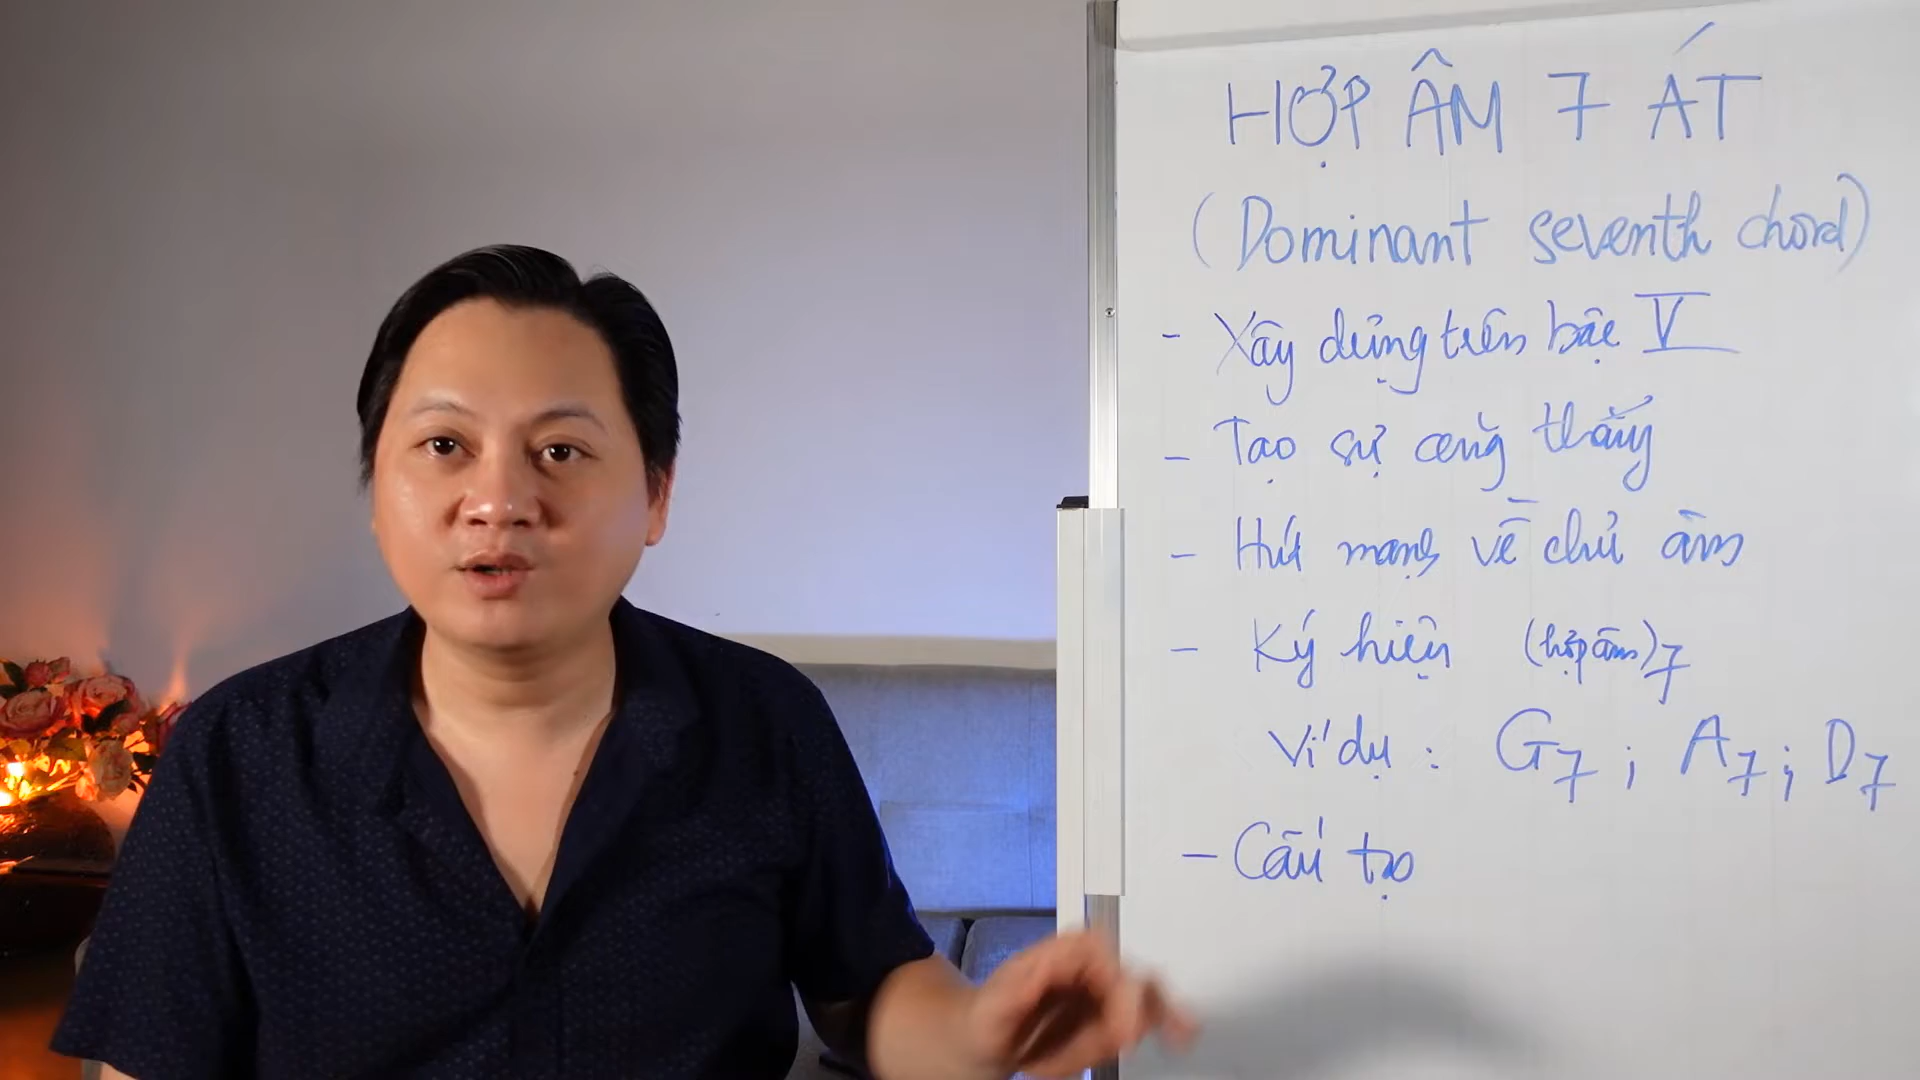 HỢP ÂM 7 ÁT
(Dominant seventh chord)
- Xây dựng trên bậc V
- Tạo sự căng thẳng
- Hút mạnh về chủ âm
- Ký hiệu (hợp âm)7
Ví dụ : G7 ; A7 ; D7
- Cấu tạo